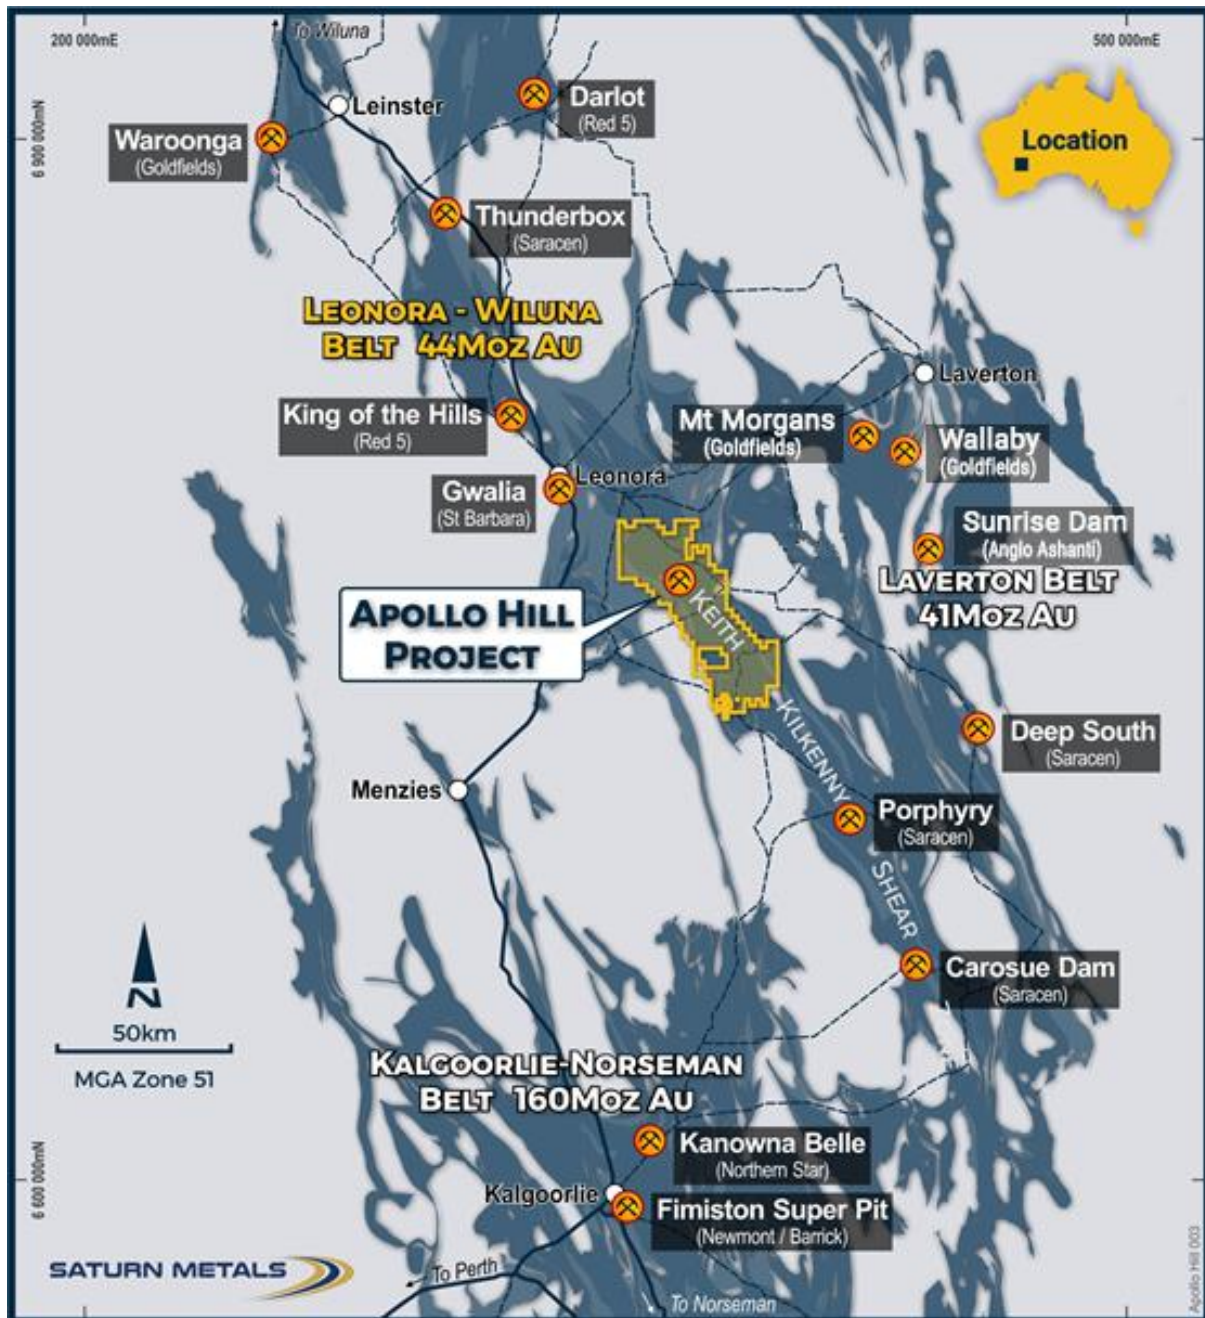 200 000mE
500 000mE
To Wiluna
Leinster
Darlot
(Red 5)
6 900 000mN
Waroonga
(Goldfields)
Location
Thunderbox
(Saracen)
LEONORA - WILUNA
BELT 44MOZ AU
Laverton
King of the Hills
(Red 5)
Mt Morgans
(Goldfields)
Wallaby
(Goldfields)
Leonora
Gwalia
(St Barbara)
Sunrise Dam
(Anglo Ashanti)
LAVERTON BELT
41MOZ AU
APOLLO HILL
PROJECT
KEITH
KILKENNY
SHEAR
Deep South
(Saracen)
Menzies
Porphyry
(Saracen)
Carosue Dam
(Saracen)
N
50km
MGA Zone 51
KALGOORLIE-NORSEMAN
BELT 160MOZ AU
Kanowna Belle
(Northern Star)
6 600 000mN
Kalgoorlie
Fimiston Super Pit
(Newmont / Barrick)
SATURN METALS
To Perth
To Norseman
Apollo Hill 003